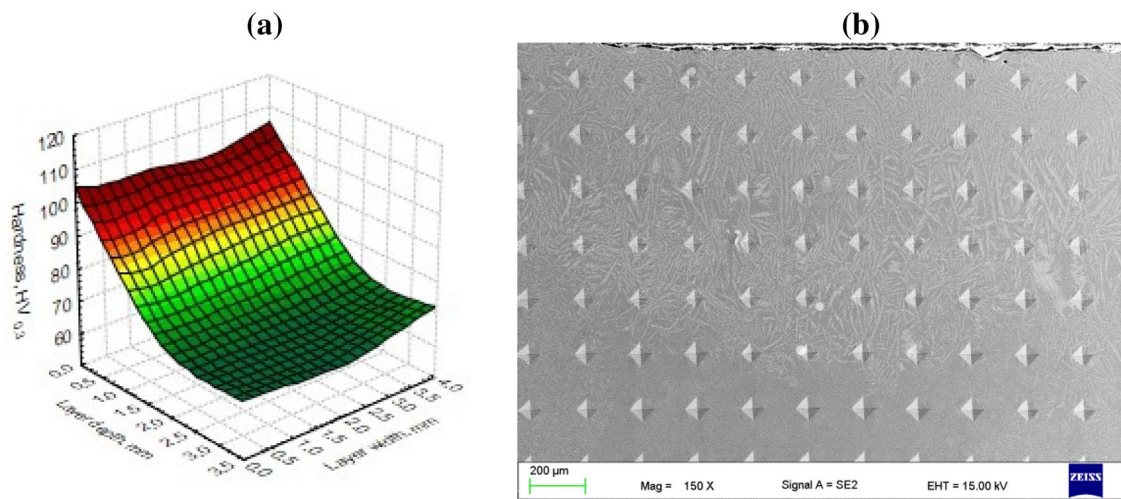 (a)
(b)
120
110
100
90
80
70
60
Hardness, HV 0,3
0.0
0.5
1.0
1.5
2.0
2.5
3.0
3.5
Layer depth, mm
0.0
0.5
1.0
1.5
2.0
2.5
3.0
3.5
4.0
Layer width, mm
200 µm
Mag = 150 X
Signal A = SE2
EHT = 15.00 kV
ZEISS